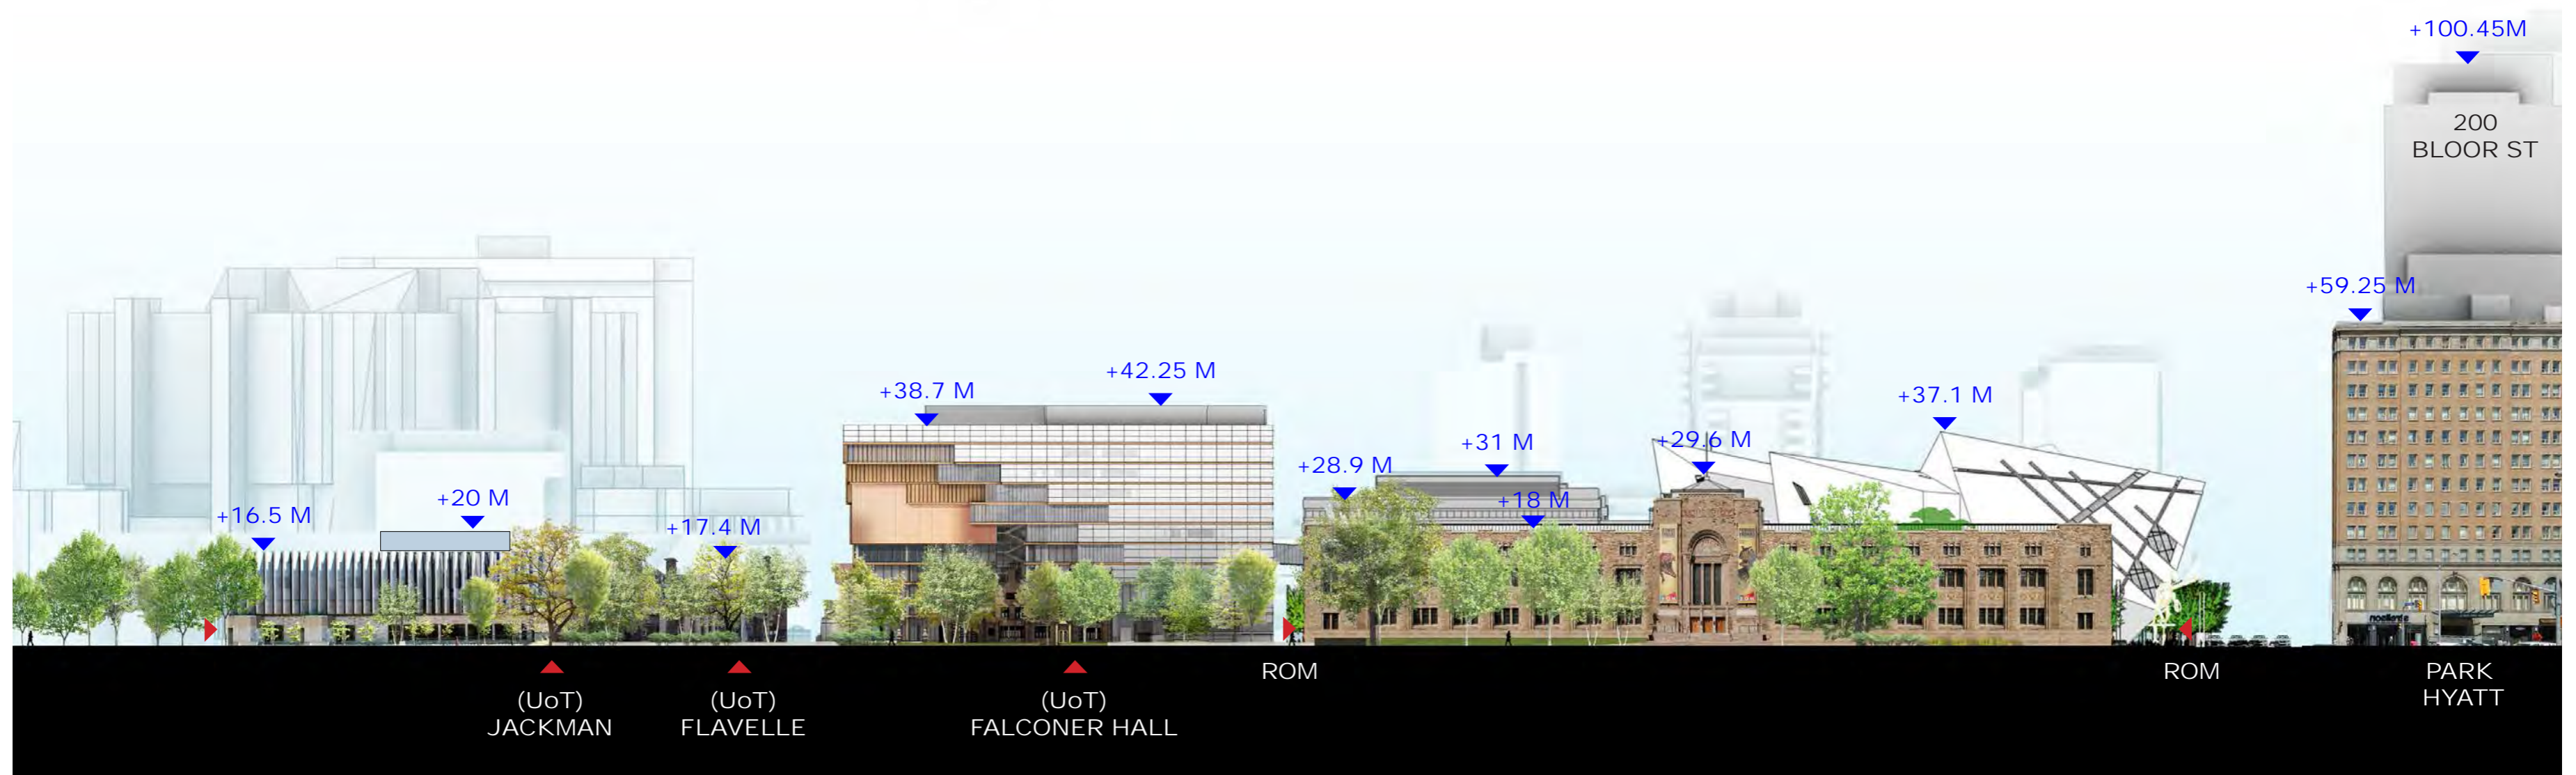 +100.45M
200
BLOOR ST
+59.25 M
+42.25 M
+38.7 M
+37.1 M
+29.6 M
+31 M
+28.9 M
+20 M
+18 M
+16.5 M
+17.4 M
ROM
ROM
PARK
HYATT
(UoT)
JACKMAN
(UoT)
FLAVELLE
(UoT)
FALCONER HALL